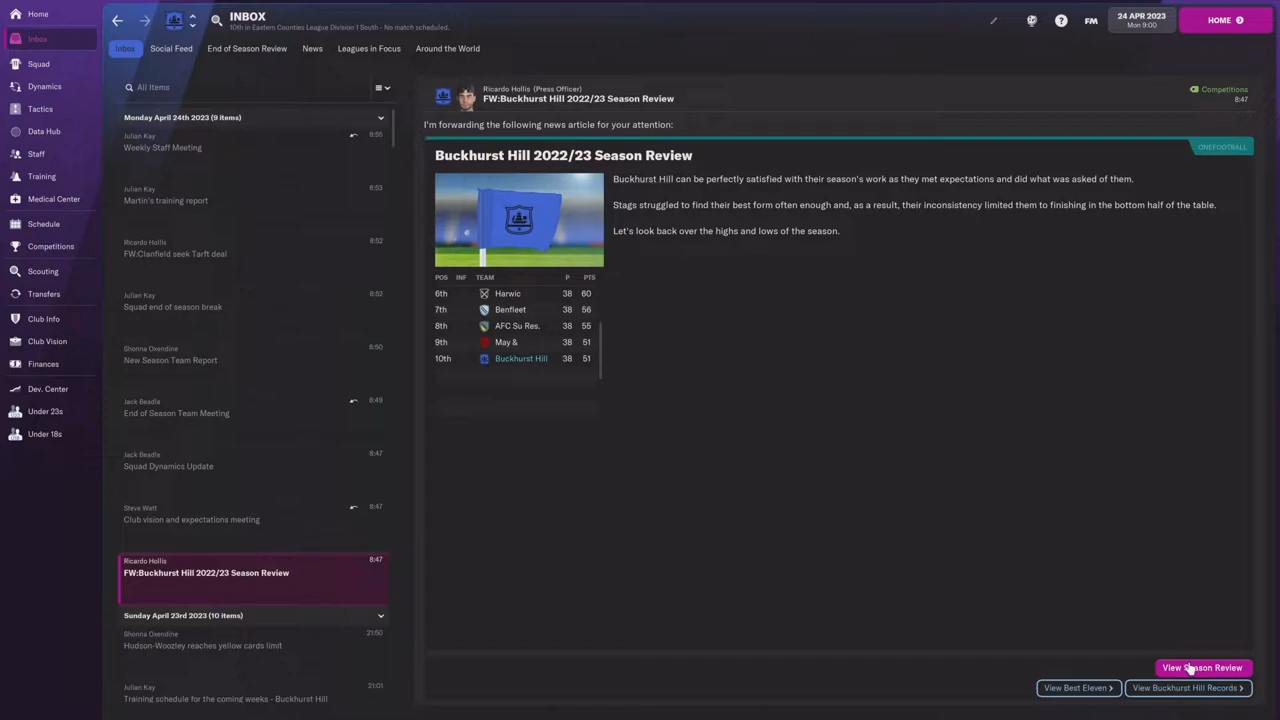 Home
Inbox
Squad
Dynamics
Tactics
Data Hub
Staff
Training
Medical Center
Schedule
Competitions
Scouting
Transfers
Club Info
Club Vision
Finances
Dev. Center
Under 23s
Under 18s
INBOX
10th in Eastern Counties League Division 1 South - No match scheduled.
FM
24 APR 2023
Mon 9:00
HOME
Inbox
Social Feed
End of Season Review
News
Leagues in Focus
Around the World
All Items
Monday April 24th 2023 (9 items)
Julian Kay 8:55
Weekly Staff Meeting
Julian Kay 8:53
Martin's training report
Ricardo Hollis 8:52
FW:Clanfield seek Tarft deal
Julian Kay 8:52
Squad end of season break
Shonna Oxendine 8:50
New Season Team Report
Jack Beadle 8:49
End of Season Team Meeting
Jack Beadle 8:47
Squad Dynamics Update
Steve Watt 8:47
Club vision and expectations meeting
Ricardo Hollis 8:47
FW:Buckhurst Hill 2022/23 Season Review
Sunday April 23rd 2023 (10 items)
Shonna Oxendine 21:50
Hudson-Woozley reaches yellow cards limit
Julian Kay 21:01
Training schedule for the coming weeks - Buckhurst Hill
Ricardo Hollis (Press Officer)
FW:Buckhurst Hill 2022/23 Season Review
Competitions
8:47
I'm forwarding the following news article for your attention:
ONEFOOTBALL
Buckhurst Hill 2022/23 Season Review
Buckhurst Hill can be perfectly satisfied with their season's work as they met expectations and did what was asked of them.
Stags struggled to find their best form often enough and, as a result, their inconsistency limited them to finishing in the bottom half of the table.
Let's look back over the highs and lows of the season.
POS INF TEAM P PTS
6th Harwic 38 60
7th Benfleet 38 56
8th AFC Su Res. 38 55
9th May & 38 51
10th Buckhurst Hill 38 51
View Season Review
View Best Eleven
View Buckhurst Hill Records